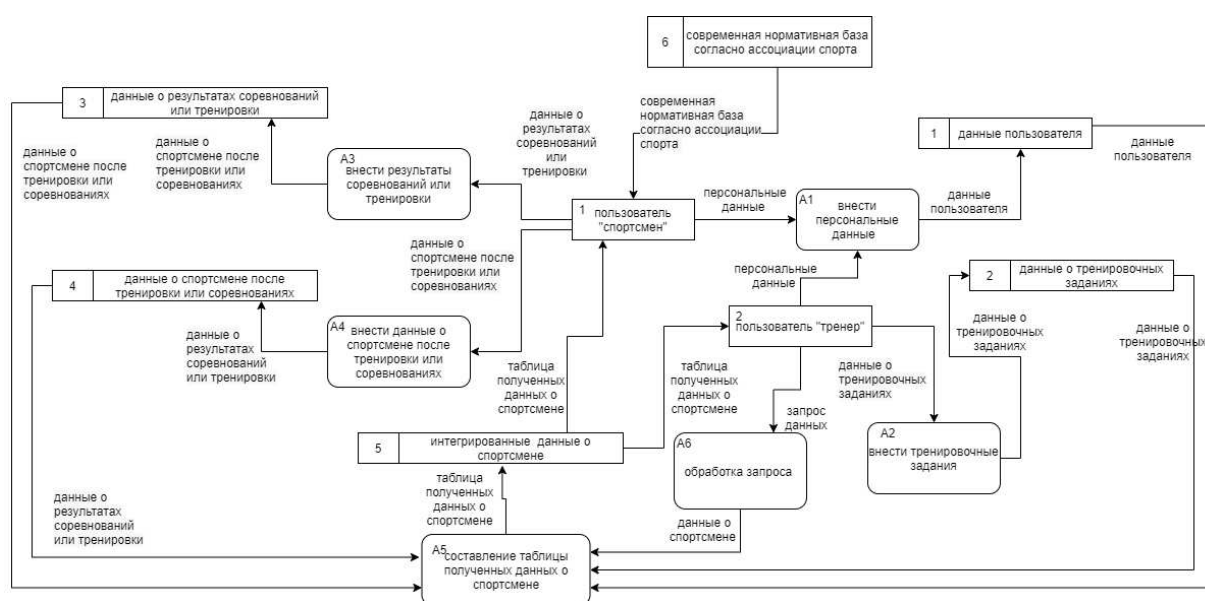 6
современная нормативная база
согласно ассоциации спорта
3
данные о результатах соревнований
или тренировки
современная
нормативная база
согласно ассоциации
спорта
данные о
результатах
соревнований
или
тренировки
1
данные пользователя
данные
пользователя
данные о
спортсмене после
тренировки или
соревнованиях
данные о
спортсмене после
тренировки или
соревнованиях
A3
внести результаты
соревнований или
тренировки
1
пользователь
"спортсмен"
персональные
данные
A1
внести
персональные
данные
данные
пользователя
4
данные о спортсмене после
тренировки или соревнованиях
данные о
спортсмене после
тренировки или
соревнованиях
персональные
данные
2
данные о тренировочных
заданиях
данные о
результатах
соревнований
или тренировки
A4
внести данные о
спортсмене после
тренировки или
соревнованиях
2
пользователь "тренер"
данные о
тренировочных
заданиях
данные о
тренировочных
заданиях
таблица
полученных
данных о
спортсмене
таблица
полученных
данных о
спортсмене
данные о
тренировочных
заданиях
запрос
данных
5
интегрированные данные о
спортсмене
A6
обработка запроса
A2
внести тренировочные
задания
таблица
полученных
данных о
спортсмене
данные о
результатах
соревнований
или тренировки
данные о
спортсмене
A5
составление таблицы
полученных данных о
спортсмене